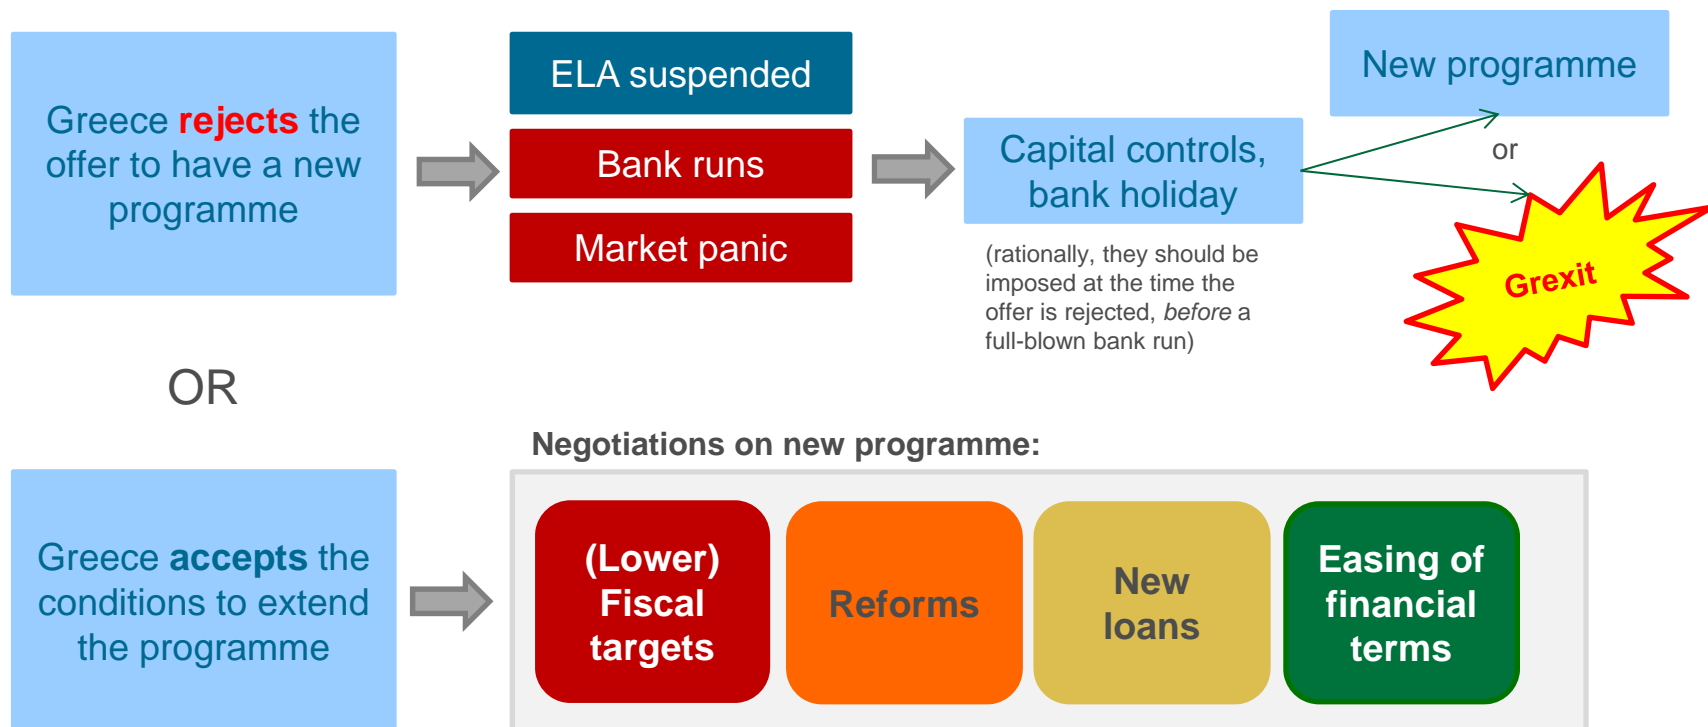 Greece rejects the
offer to have a new
programme
ELA suspended
Bank runs
Market panic
Capital controls,
bank holiday
(rationally, they should be
imposed at the time the
offer is rejected, before a
full-blown bank run)
New programme
or
Grexit
OR
Greece accepts the
conditions to extend
the programme
Negotiations on new programme:
(Lower)
Fiscal
targets
Reforms
New
loans
Easing of
financial
terms